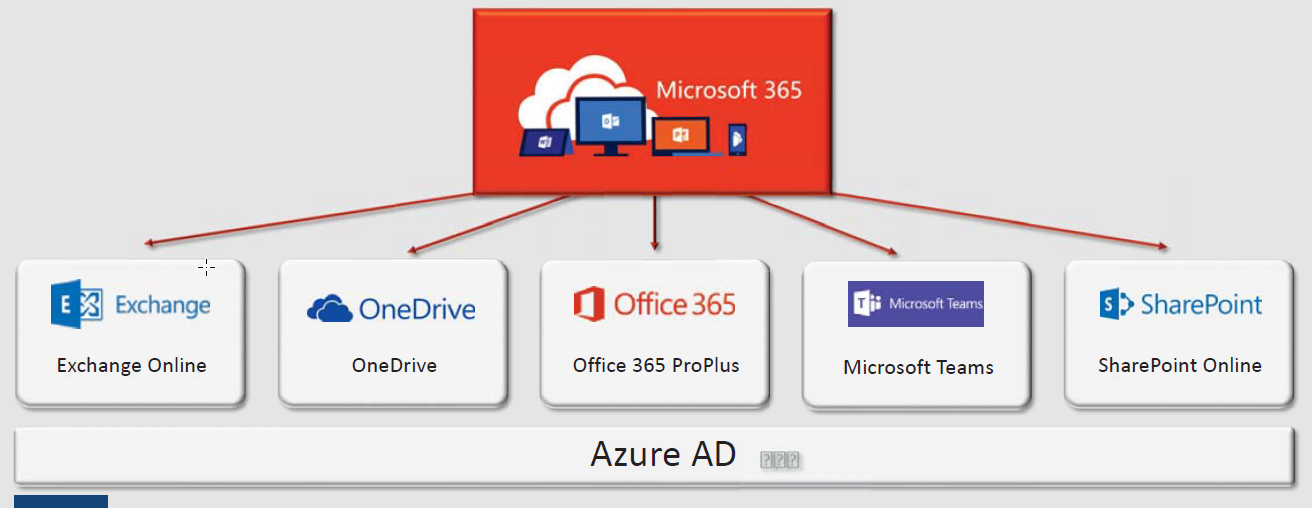 Microsoft 365
Exchange
Exchange Online
OneDrive
OneDrive
Office 365
Office 365 ProPlus
Microsoft Teams
Microsoft Teams
SharePoint
SharePoint Online
Azure AD